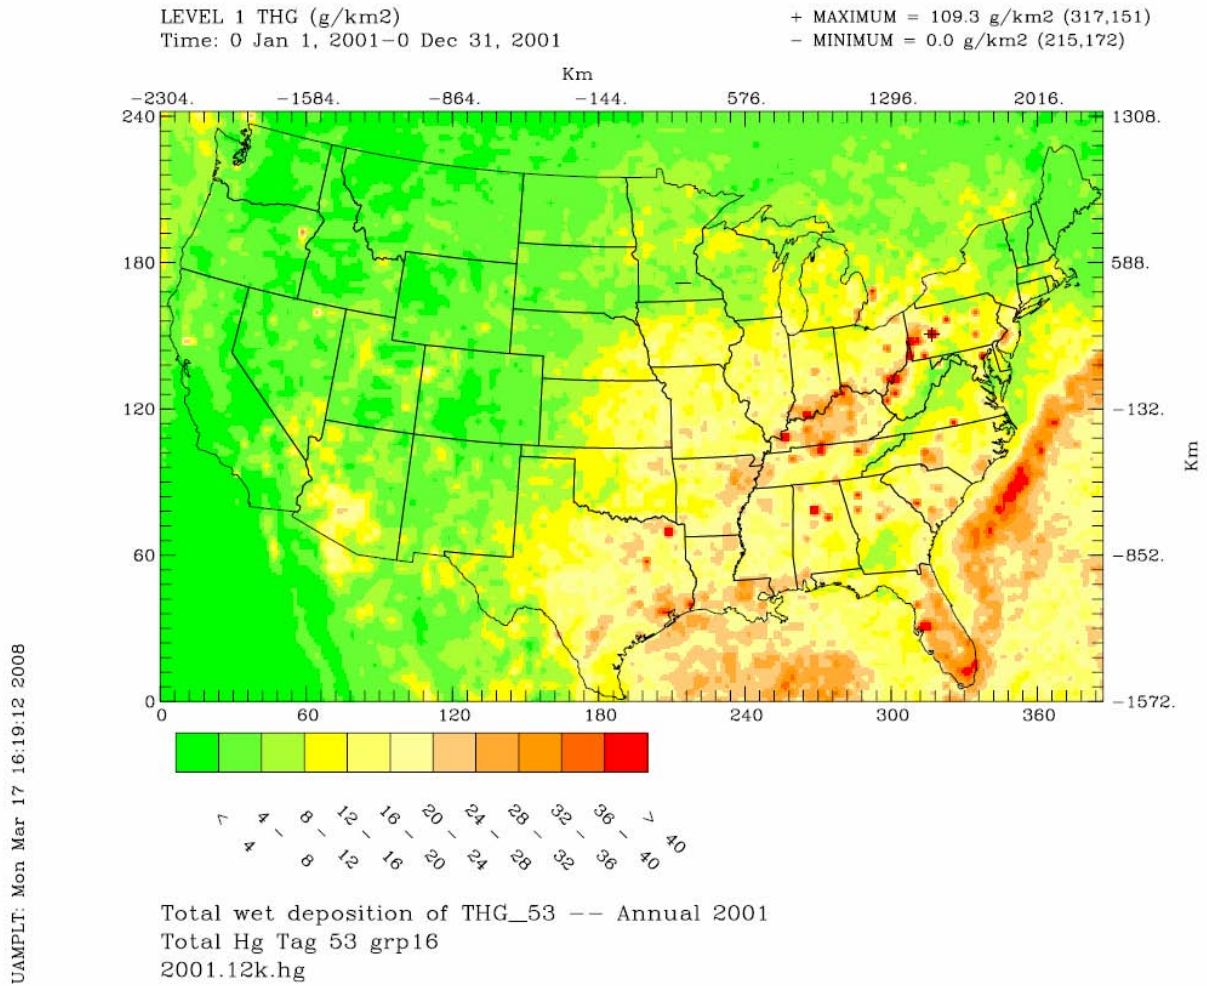 LEVEL 1 THG (g/km2)
Time: 0 Jan 1, 2001-0 Dec 31, 2001
+ MAXIMUM = 109.3 g/km2 (317,151)
- MINIMUM = 0.0 g/km2 (215,172)
Km
-2304. -1584. -864. -144. 576. 1296. 2016.
240 1308.
180 588.
120 -132.
Km
60 -852.
0 -1572.
0 60 120 180 240 300 360
< 4
4 - 8
8 - 12
12 - 16
16 - 20
20 - 24
24 - 28
28 - 32
32 - 36
36 - 40
> 40
Total wet deposition of THG_53 -- Annual 2001
Total Hg Tag 53 grp16
2001.12k.hg
UAMPLT: Mon Mar 17 16:19:12 2008